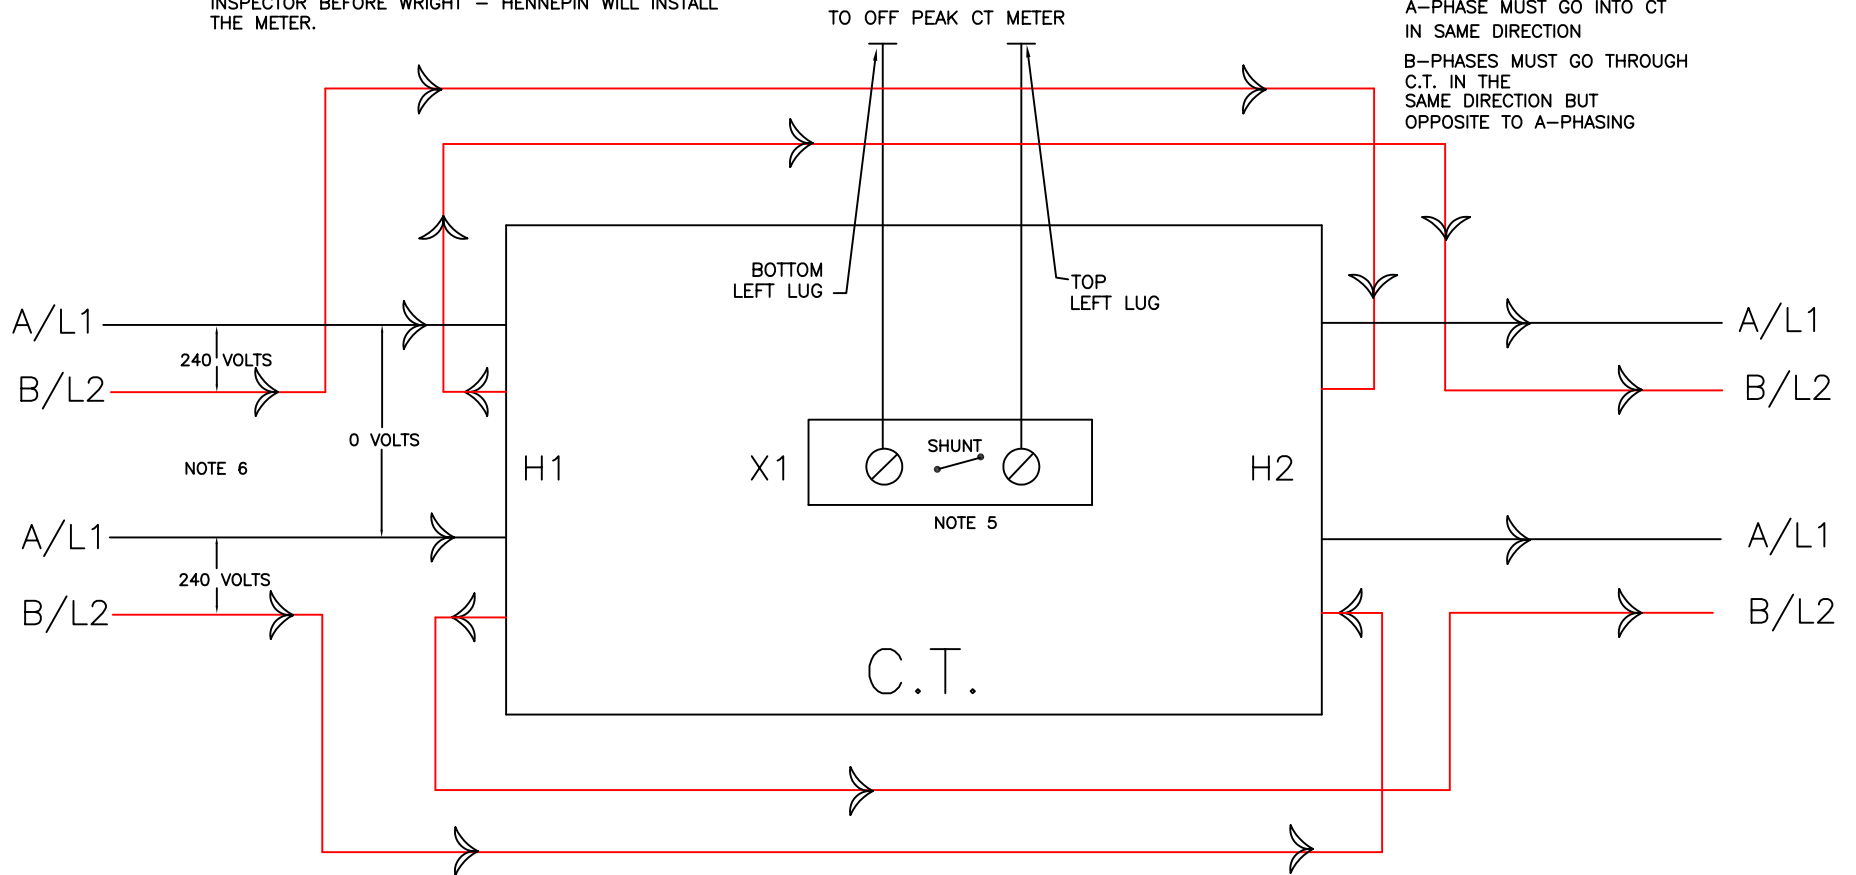 INSPECTOR BEFORE WRIGHT – HENNEPIN WILL INSTALL
THE METER.
TO OFF PEAK CT METER
A–PHASE MUST GO INTO CT
IN SAME DIRECTION
B–PHASES MUST GO THROUGH
C.T. IN THE
SAME DIRECTION BUT
OPPOSITE TO A–PHASING
BOTTOM
LEFT LUG
TOP
LEFT LUG
A/L1
240 VOLTS
B/L2
0 VOLTS
NOTE 6
A/L1
240 VOLTS
B/L2
H1
X1
SHUNT
NOTE 5
H2
C.T.
A/L1
B/L2
A/L1
B/L2